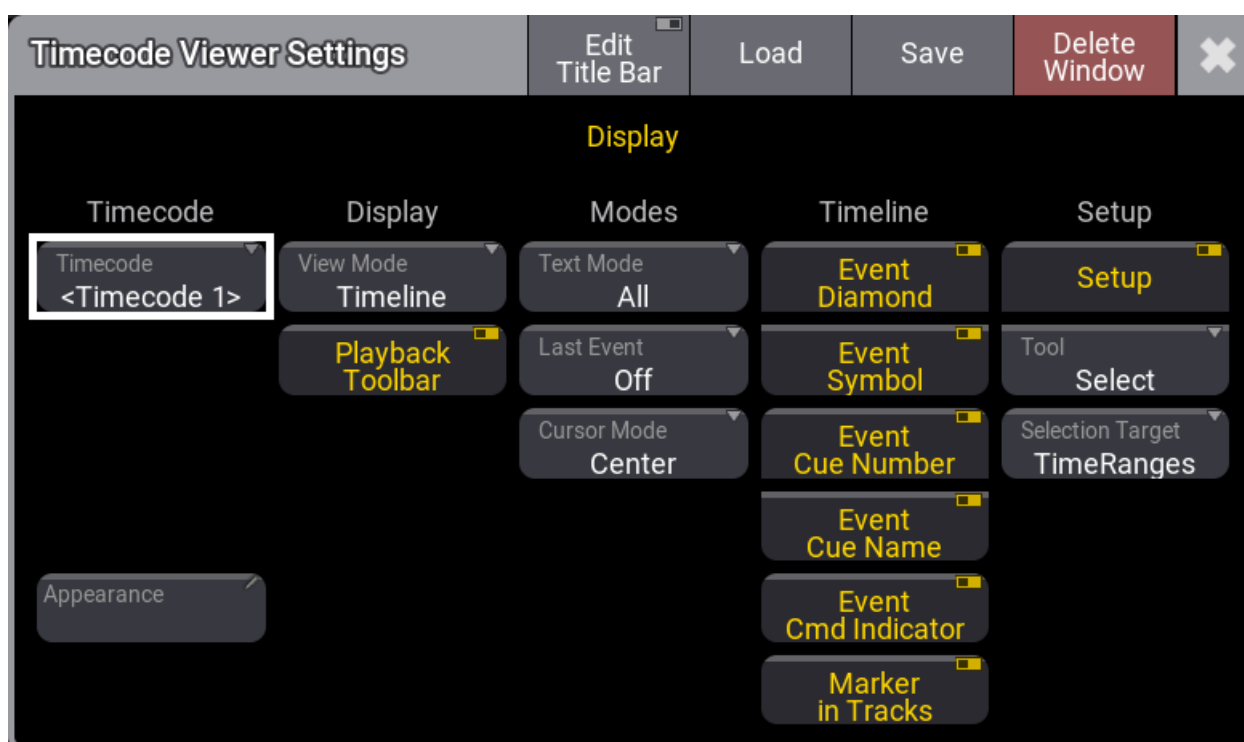 Timecode Viewer Settings
Edit
Title Bar
Load
Save
Delete
Window
Display
Timecode
Display
Modes
Timeline
Setup
Timecode
<Timecode 1>
View Mode
Timeline
Text Mode
All
Event
Diamond
Setup
Playback
Toolbar
Last Event
Off
Event
Symbol
Tool
Select
Cursor Mode
Center
Event
Cue Number
Selection Target
TimeRanges
Event
Cue Name
Appearance
Event
Cmd Indicator
Marker
in Tracks